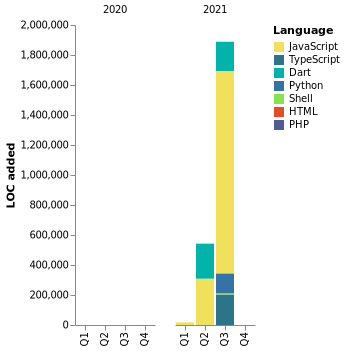 2020
2021
Language
JavaScript
TypeScript
Dart
Python
Shell
HTML
PHP
LOC added
2,000,000
1,800,000
1,600,000
1,400,000
1,200,000
1,000,000
800,000
600,000
400,000
200,000
0
Q1
Q2
Q3
Q4
Q1
Q2
Q3
Q4